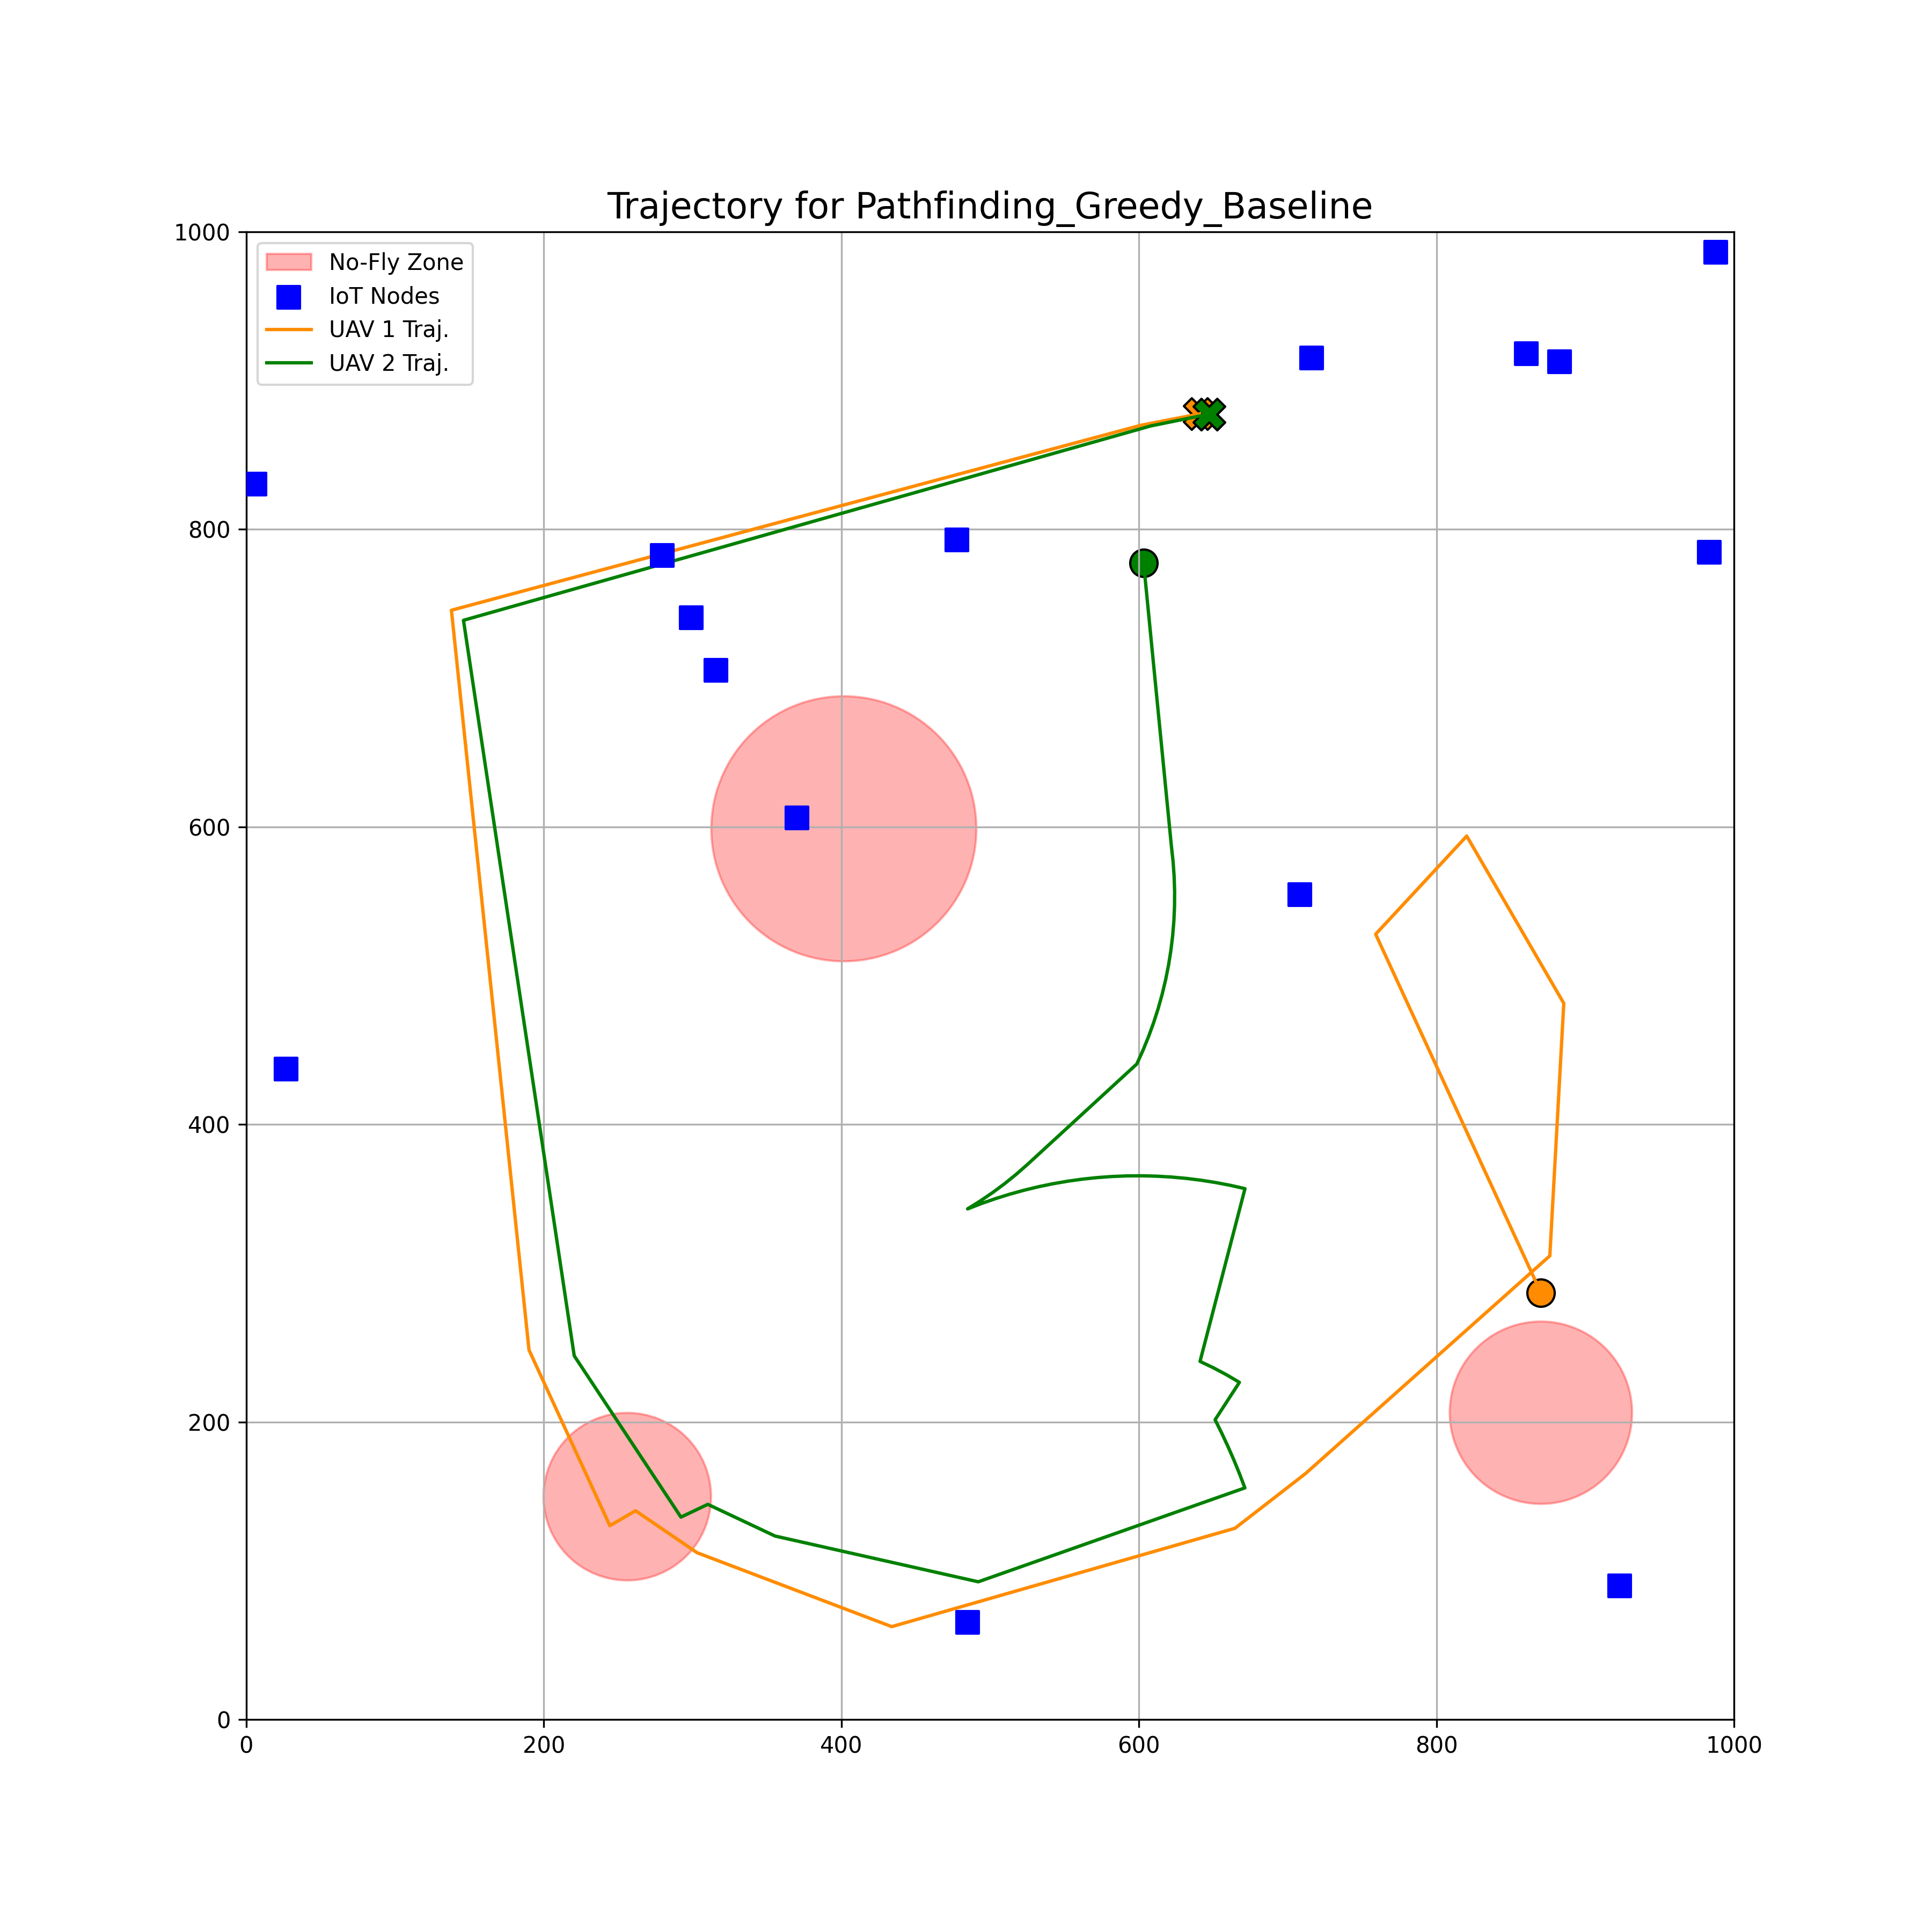 Trajectory for Pathfinding_Greedy_Baseline
1000
No-Fly Zone
IoT Nodes
UAV 1 Traj.
UAV 2 Traj.
800
600
400
200
0
0 200 400 600 800 1000